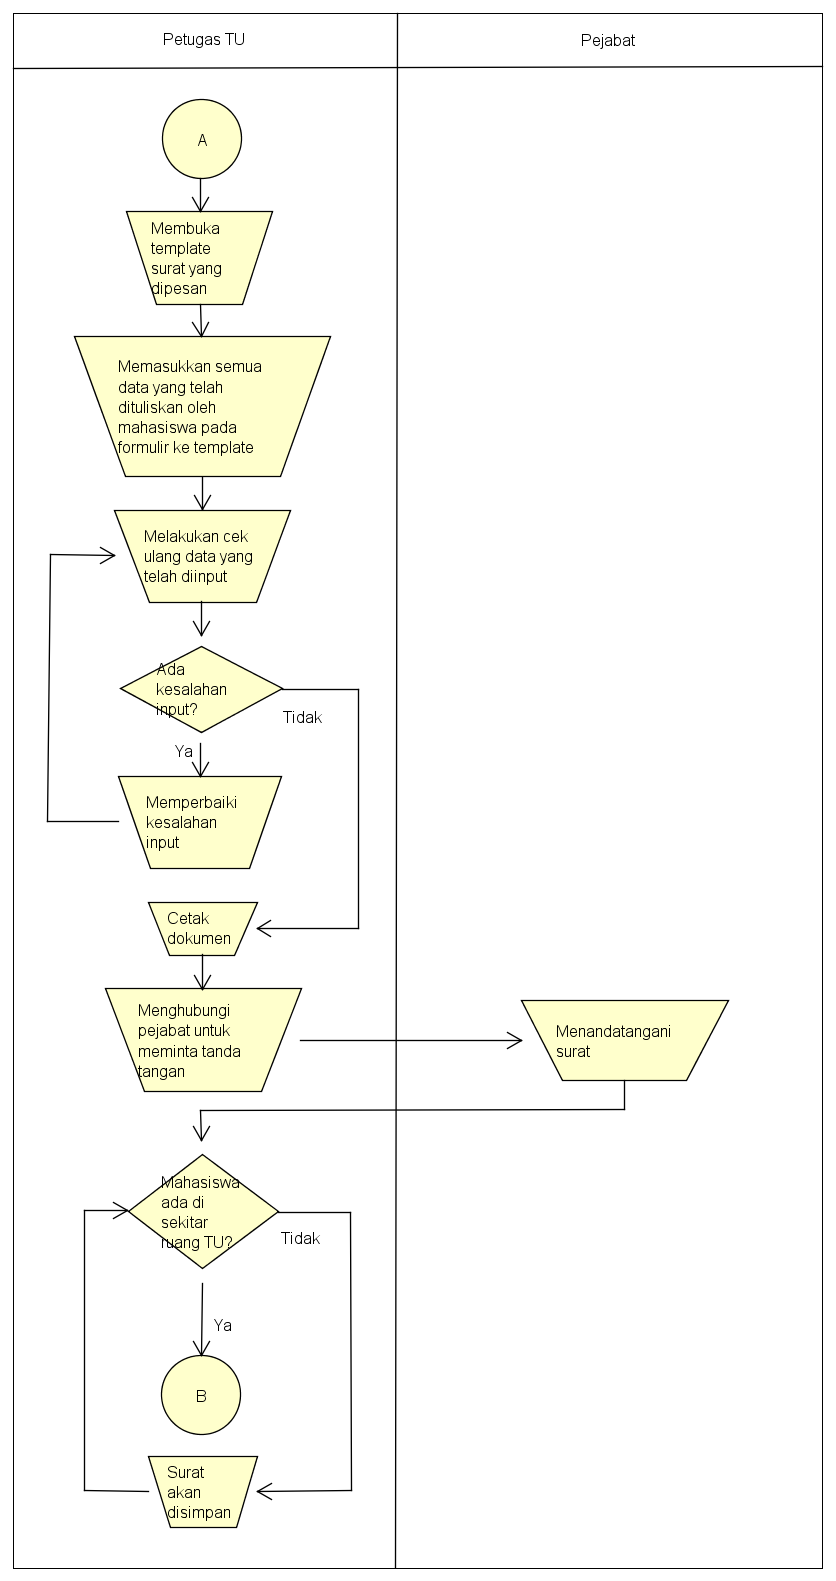 Petugas TU
Pejabat
A
Membuka
template
surat yang
dipesan
Memasukkan semua
data yang telah
dituliskan oleh
mahasiswa pada
formulir ke template
Melakukan cek
ulang data yang
telah diinput
Ada
kesalahan
input?
Tidak
Ya
Memperbaiki
kesalahan
input
Cetak
dokumen
Menghubungi
pejabat untuk
meminta tanda
tangan
Menandatangani
surat
Mahasiswa
ada di
sekitar
ruang TU?
Tidak
Ya
B
Surat
akan
disimpan